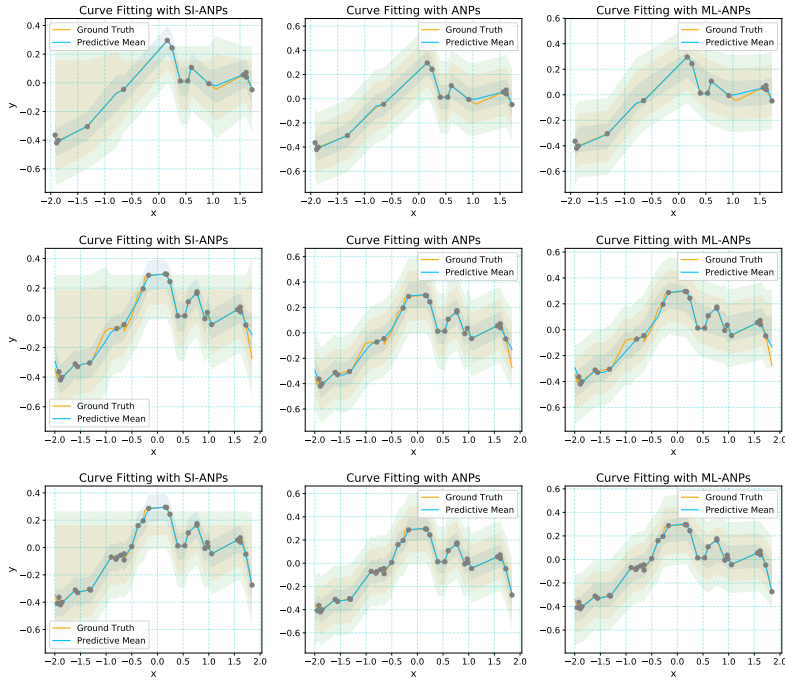 Curve Fitting with SI-ANPs
Curve Fitting with ANPs
Curve Fitting with ML-ANPs
Ground Truth
Predictive Mean
Ground Truth
Predictive Mean
Ground Truth
Predictive Mean
y
0.4
0.2
0.0
−0.2
−0.4
−0.6
0.6
0.4
0.2
0.0
−0.2
−0.4
−0.6
0.6
0.4
0.2
0.0
−0.2
−0.4
−0.6
−2.0 −1.5 −1.0 −0.5 0.0 0.5 1.0 1.5
−2.0 −1.5 −1.0 −0.5 0.0 0.5 1.0 1.5
−2.0 −1.5 −1.0 −0.5 0.0 0.5 1.0 1.5
x
x
x
Curve Fitting with SI-ANPs
Curve Fitting with ANPs
Curve Fitting with ML-ANPs
Ground Truth
Predictive Mean
Ground Truth
Predictive Mean
Ground Truth
Predictive Mean
y
0.4
0.2
0.0
−0.2
−0.4
−0.6
0.6
0.4
0.2
0.0
−0.2
−0.4
−0.6
0.6
0.4
0.2
0.0
−0.2
−0.4
−0.6
−2.0 −1.5 −1.0 −0.5 0.0 0.5 1.0 1.5 2.0
−2.0 −1.5 −1.0 −0.5 0.0 0.5 1.0 1.5 2.0
−2.0 −1.5 −1.0 −0.5 0.0 0.5 1.0 1.5 2.0
x
x
x
Curve Fitting with SI-ANPs
Curve Fitting with ANPs
Curve Fitting with ML-ANPs
Ground Truth
Predictive Mean
Ground Truth
Predictive Mean
Ground Truth
Predictive Mean
y
0.4
0.2
0.0
−0.2
−0.4
−0.6
0.6
0.4
0.2
0.0
−0.2
−0.4
−0.6
0.6
0.4
0.2
0.0
−0.2
−0.4
−0.6
−2.0 −1.5 −1.0 −0.5 0.0 0.5 1.0 1.5 2.0
−2.0 −1.5 −1.0 −0.5 0.0 0.5 1.0 1.5 2.0
−2.0 −1.5 −1.0 −0.5 0.0 0.5 1.0 1.5 2.0
x
x
x